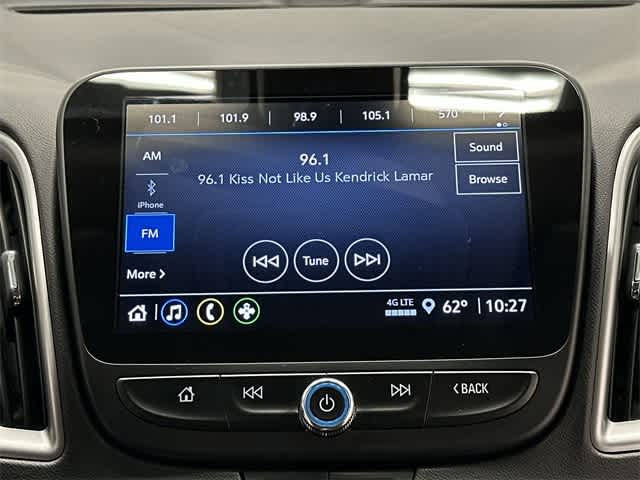 101.1 101.9 98.9 105.1 570
AM
96.1
Sound
96.1 Kiss Not Like Us Kendrick Lamar
Browse
iPhone
FM
Tune
More >
4G LTE
62° 10:27
< BACK